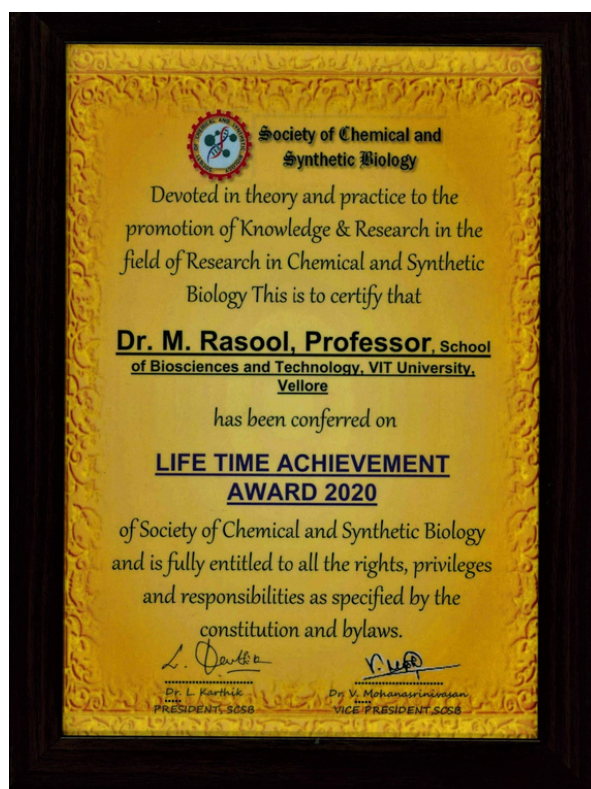 Society of Chemical and
Synthetic Biology
Devoted in theory and practice to the
promotion of Knowledge & Research in the
field of Research in Chemical and Synthetic
Biology This is to certify that
Dr. M. Rasool, Professor, School
of Biosciences and Technology, VIT University,
Vellore
has been conferred on
LIFE TIME ACHIEVEMENT
AWARD 2020
of Society of Chemical and Synthetic Biology
and is fully entitled to all the rights, privileges
and responsibilities as specified by the
constitution and bylaws.
Dr. L. Karthik
PRESIDENT, SCSB
Dr. V. Mohanasrinivasan
VICE PRESIDENT SCSB